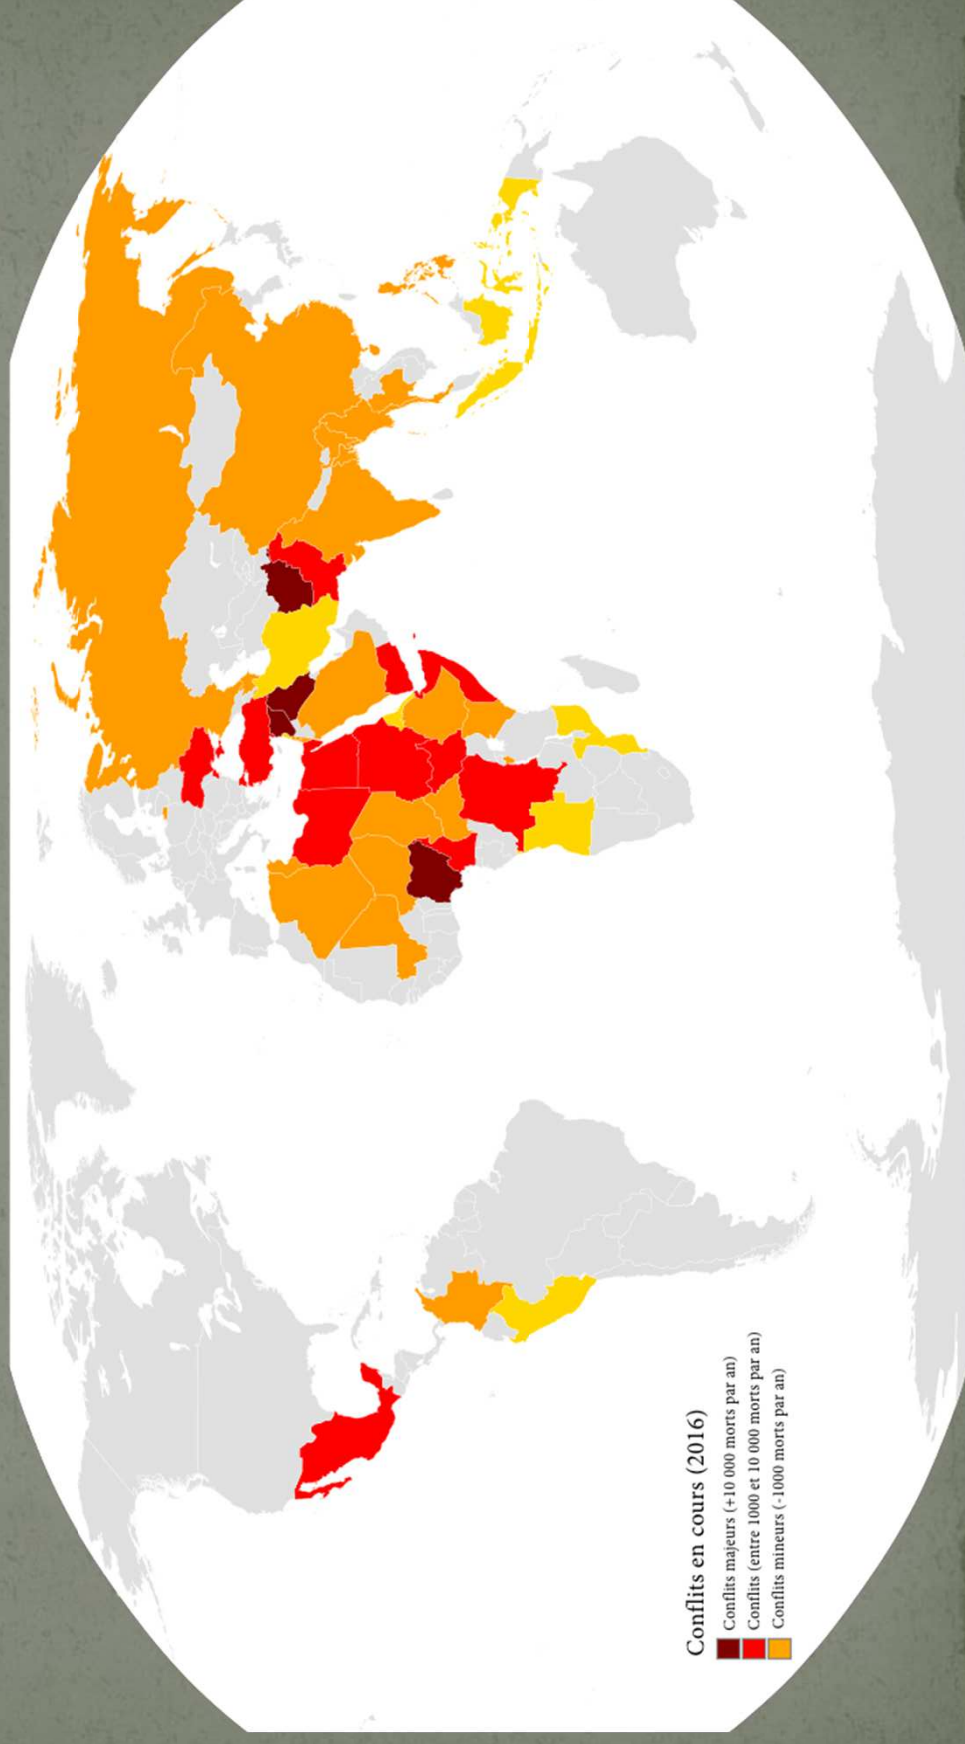 Conflits en cours (2016)
Conflits majeurs (+10 000 morts par an)
Conflits (entre 1000 et 10 000 morts par an)
Conflits mineurs (-1000 morts par an)